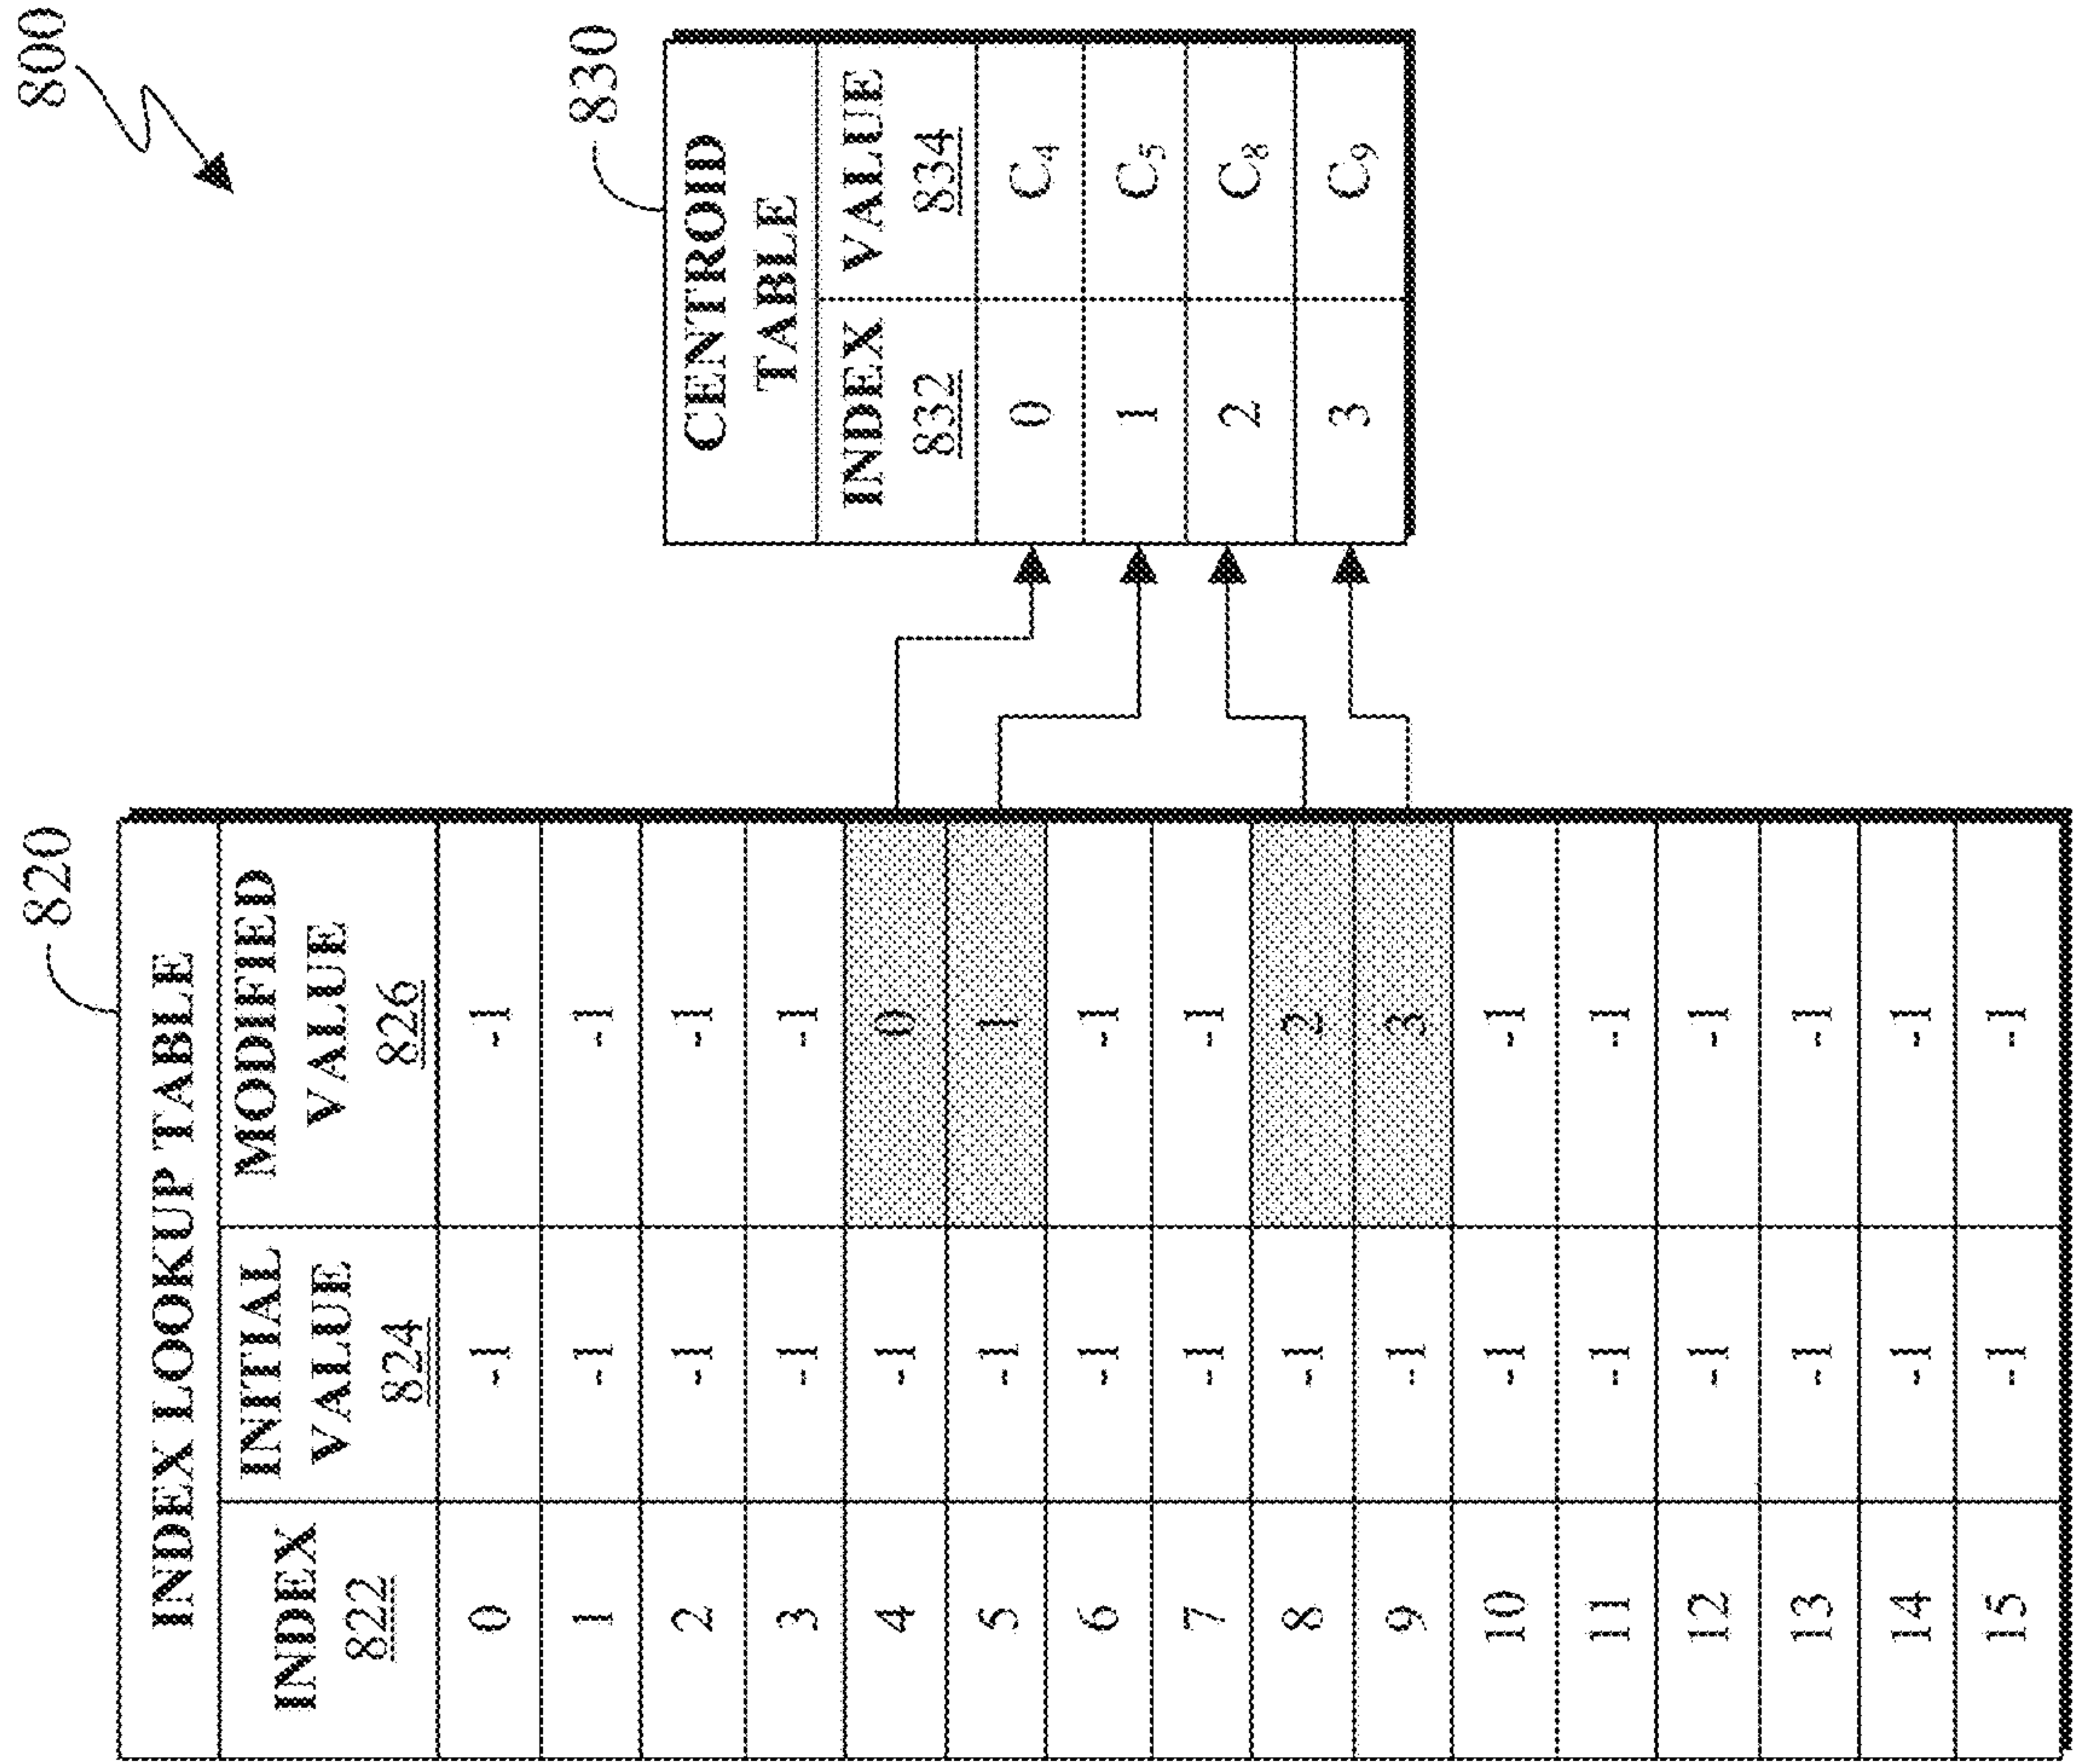 800
820
INDEX LOOKUP TABLE
INDEX 822 INITIAL VALUE 824 MODIFIED VALUE 826
0 -1 -1
1 -1 -1
2 -1 -1
3 -1 -1
4 -1 0
5 -1 1
6 -1 -1
7 -1 -1
8 -1 2
9 -1 3
10 -1 -1
11 -1 -1
12 -1 -1
13 -1 -1
14 -1 -1
15 -1 -1
830
CENTROID
TABLE
INDEX VALUE
832 834
0 C₄
1 C₅
2 C₈
3 C₉